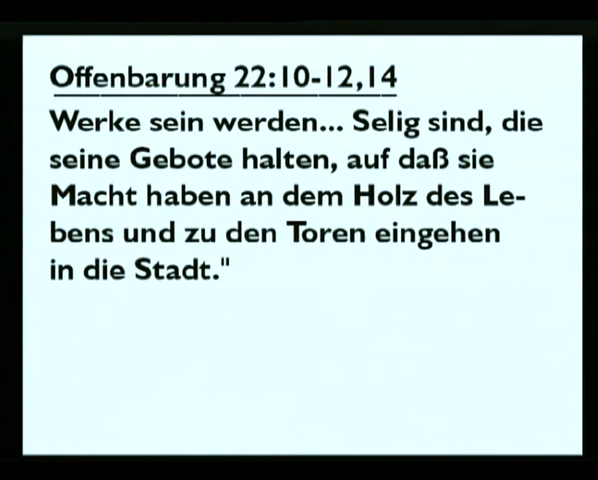 Offenbarung 22:10-12,14
Werke sein werden... Selig sind, die
seine Gebote halten, auf daß sie
Macht haben an dem Holz des Le-
bens und zu den Toren eingehen
in die Stadt."